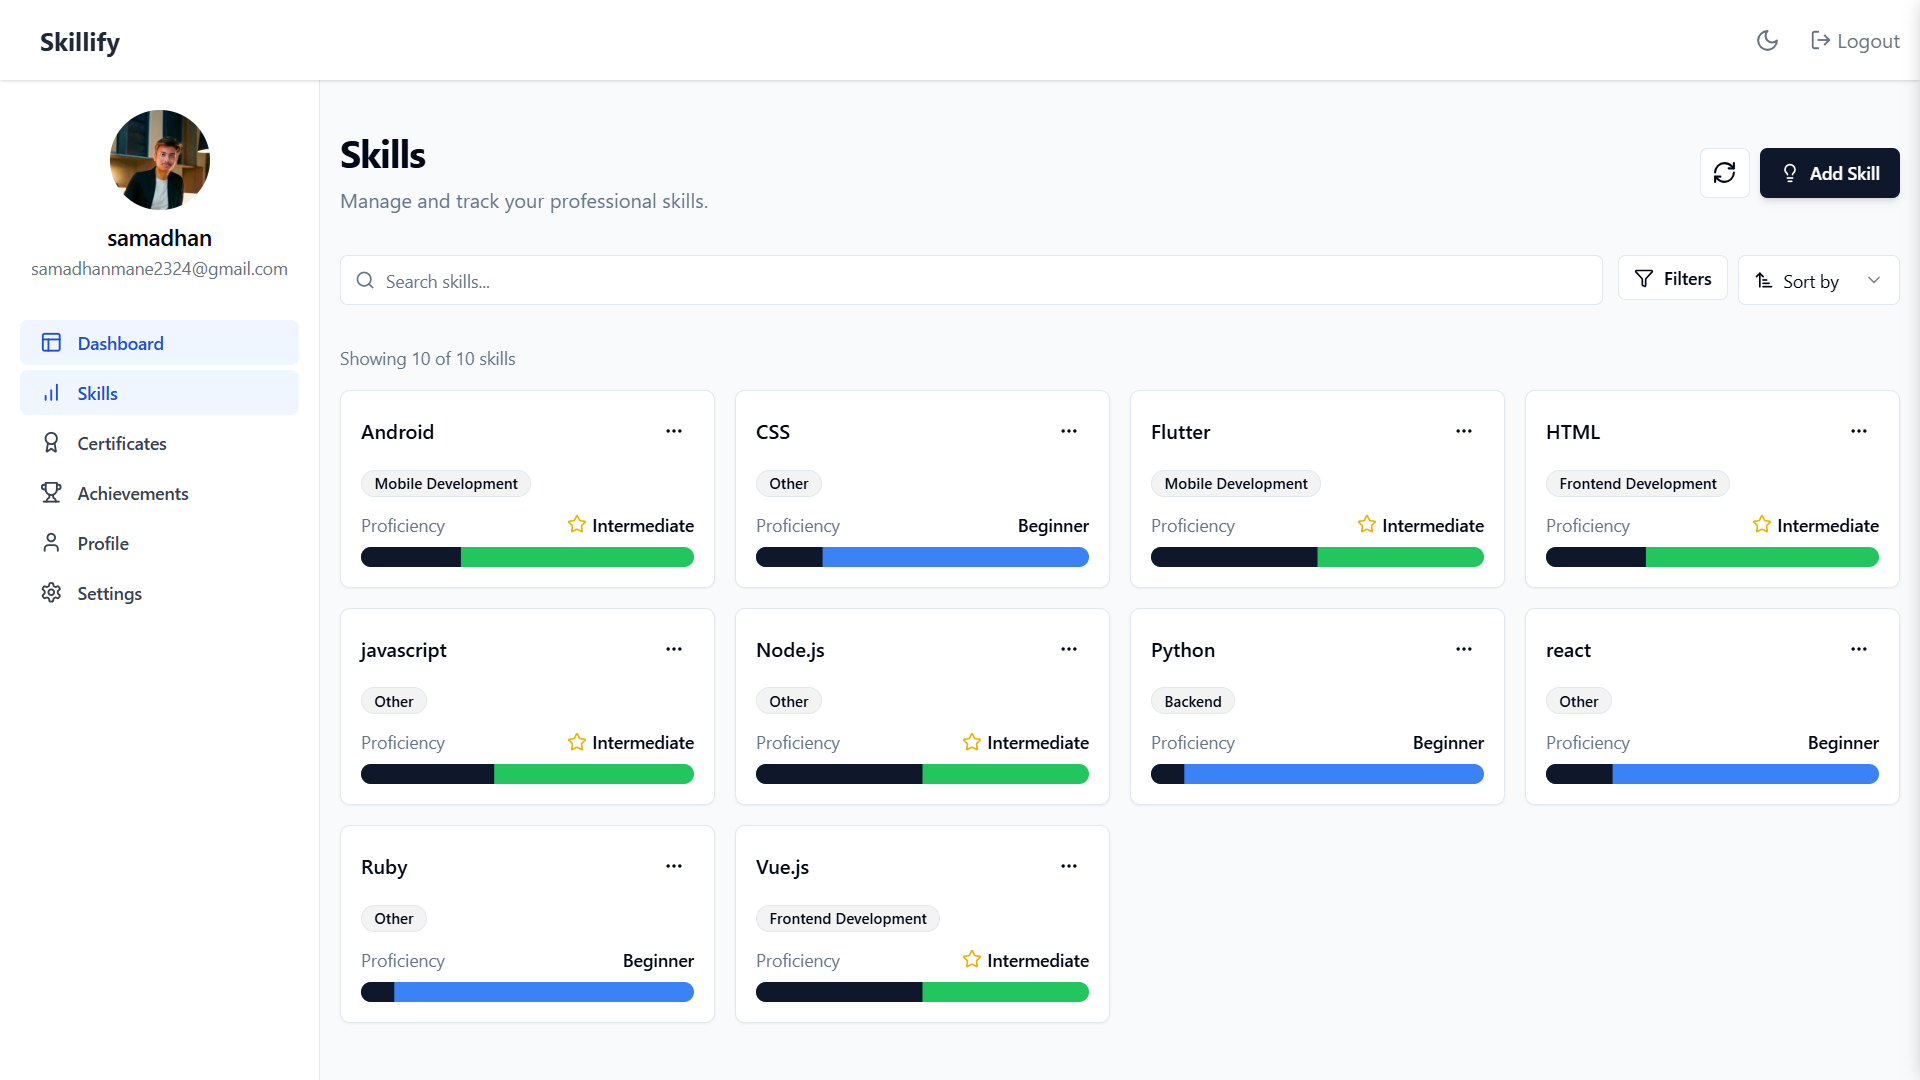 Skillify
Logout
samadhan
samadhanmane2324@gmail.com
Dashboard
Skills
Certificates
Achievements
Profile
Settings
Skills
Manage and track your professional skills.
Add Skill
Search skills...
Filters
Sort by
Showing 10 of 10 skills
Android
Mobile Development
Proficiency Intermediate
CSS
Other
Proficiency Beginner
Flutter
Mobile Development
Proficiency Intermediate
HTML
Frontend Development
Proficiency Intermediate
javascript
Other
Proficiency Intermediate
Node.js
Other
Proficiency Intermediate
Python
Backend
Proficiency Beginner
react
Other
Proficiency Beginner
Ruby
Other
Proficiency Beginner
Vue.js
Frontend Development
Proficiency Intermediate